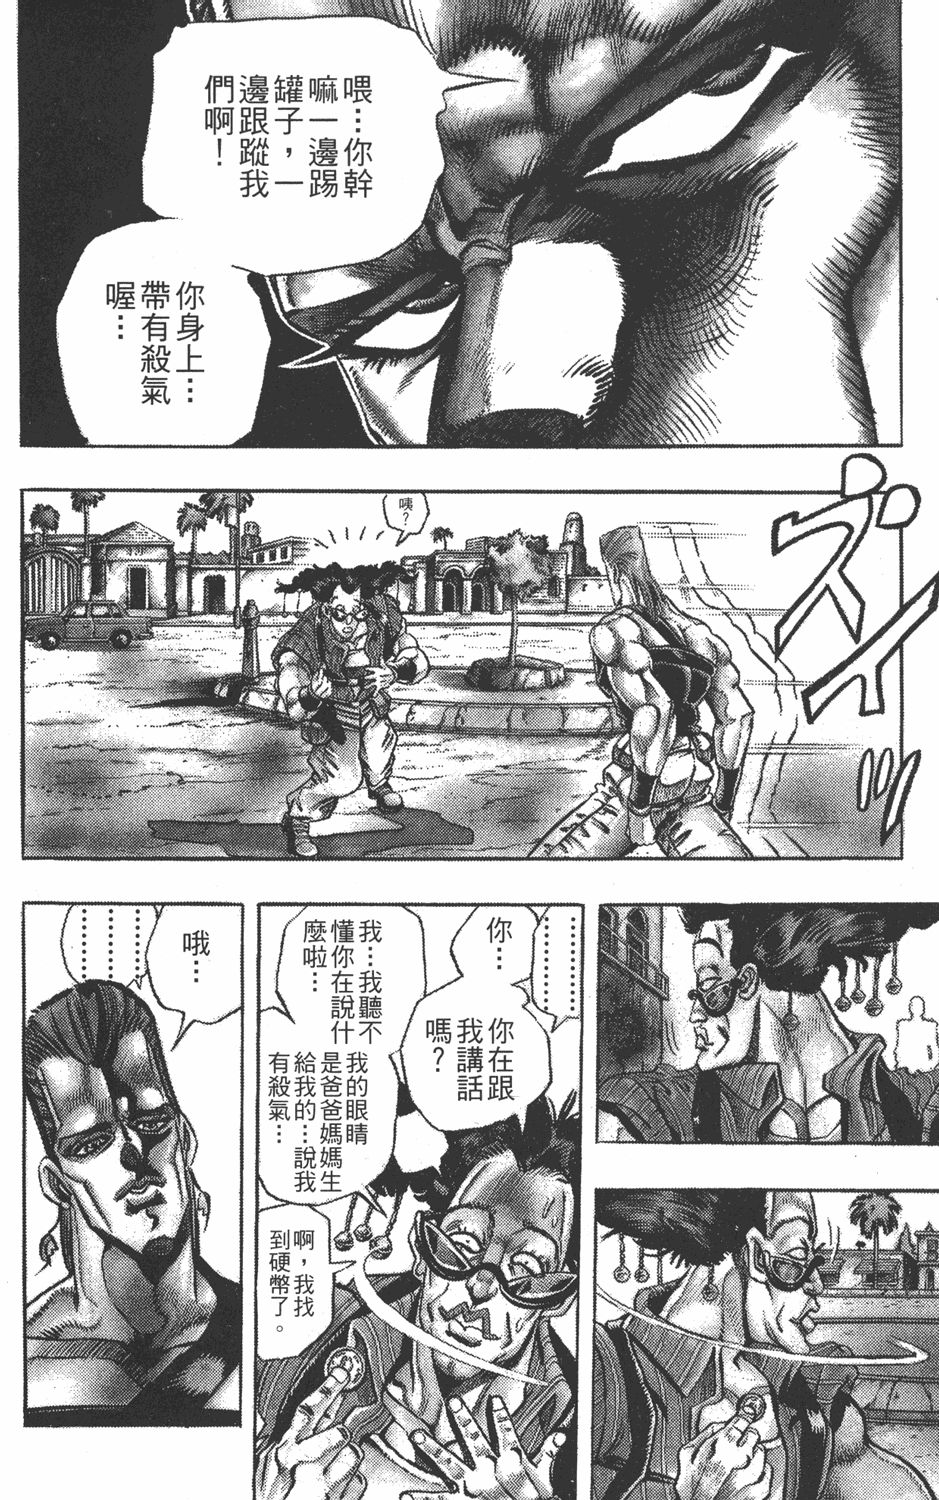 喂…你幹
嘛一邊踢
罐子，一
邊跟蹤我
們啊！
你身上…
帶有殺氣
喔…
咦？
ズイッ
………
你…
你在跟
我講話
嗎？
我…我聽不
懂你在說什
麼啦…
我的眼睛
是爸爸媽媽生
給我的…說我
有殺氣…
啊，我找
到硬幣了。
哦…
………
………